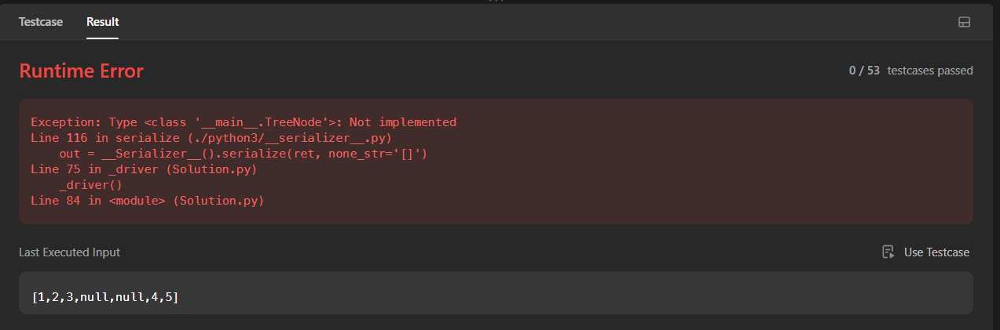 Testcase
Result
Runtime Error
0 / 53 testcases passed
Exception: Type <class '__main__.TreeNode'>: Not implemented
Line 116 in serialize (./python3/__serializer__.py)
    out = __Serializer__().serialize(ret, none_str='[]')
Line 75 in _driver (Solution.py)
    _driver()
Line 84 in <module> (Solution.py)
Last Executed Input
Use Testcase
[1,2,3,null,null,4,5]